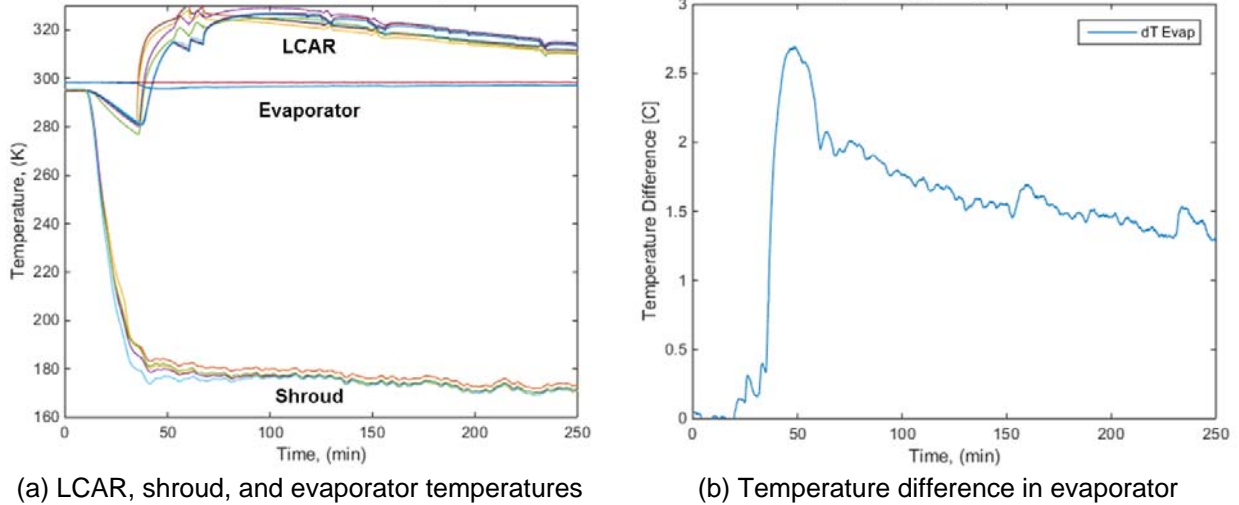 320
300
280
260
240
220
200
180
160
Temperature, (K)
LCAR
Evaporator
Shroud
0 50 100 150 200 250
Time, (min)
(a) LCAR, shroud, and evaporator temperatures
3
2.5
2
1.5
1
0.5
0
Temperature Difference [C]
dT Evap
0 50 100 150 200 250
Time, (min)
(b) Temperature difference in evaporator